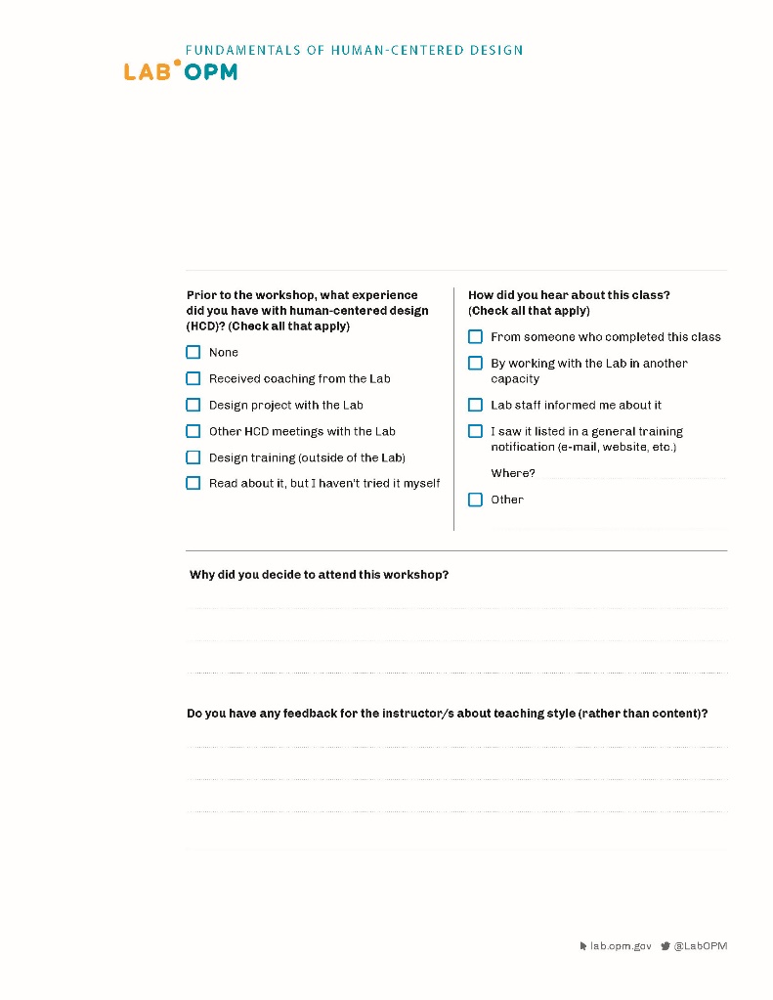 FUNDAMENTALS OF HUMAN-CENTERED DESIGN
LAB OPM
Prior to the workshop, what experience
did you have with human-centered design
(HCD)? (Check all that apply)
None
Received coaching from the Lab
Design project with the Lab
Other HCD meetings with the Lab
Design training (outside of the Lab)
Read about it, but I haven't tried it myself
How did you hear about this class?
(Check all that apply)
From someone who completed this class
By working with the Lab in another
capacity
Lab staff informed me about it
I saw it listed in a general training
notification (e-mail, website, etc.)
Where?
Other
Why did you decide to attend this workshop?
Do you have any feedback for the instructor/s about teaching style (rather than content)?
lab.opm.gov @LabOPM